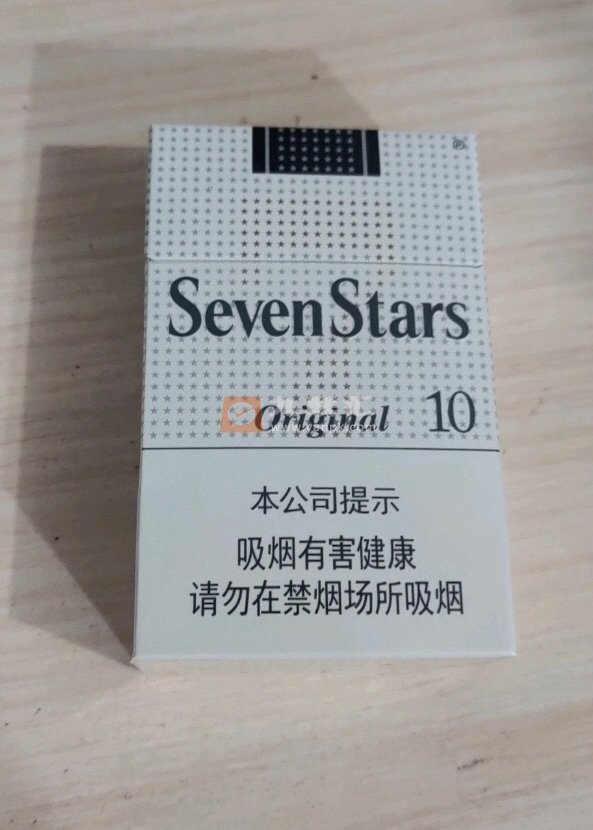 Seven Stars
Original 10
本公司提示
吸烟有害健康
请勿在禁烟场所吸烟